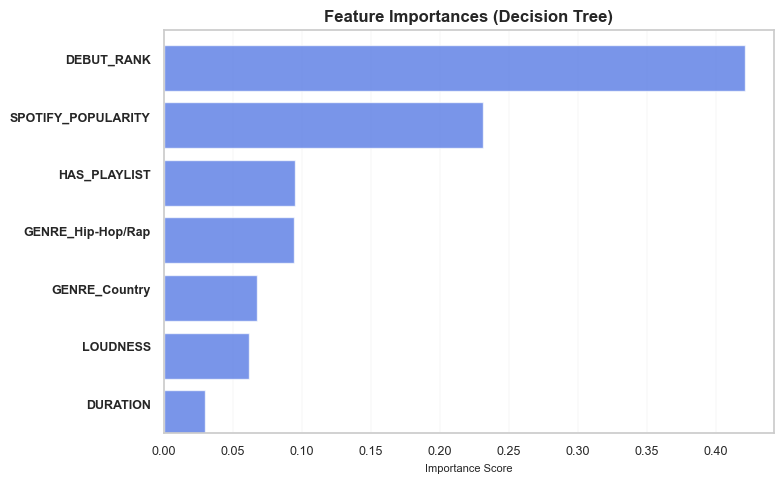 Feature Importances (Decision Tree)
DEBUT_RANK
SPOTIFY_POPULARITY
HAS_PLAYLIST
GENRE_Hip-Hop/Rap
GENRE_Country
LOUDNESS
DURATION
0.00 0.05 0.10 0.15 0.20 0.25 0.30 0.35 0.40
Importance Score